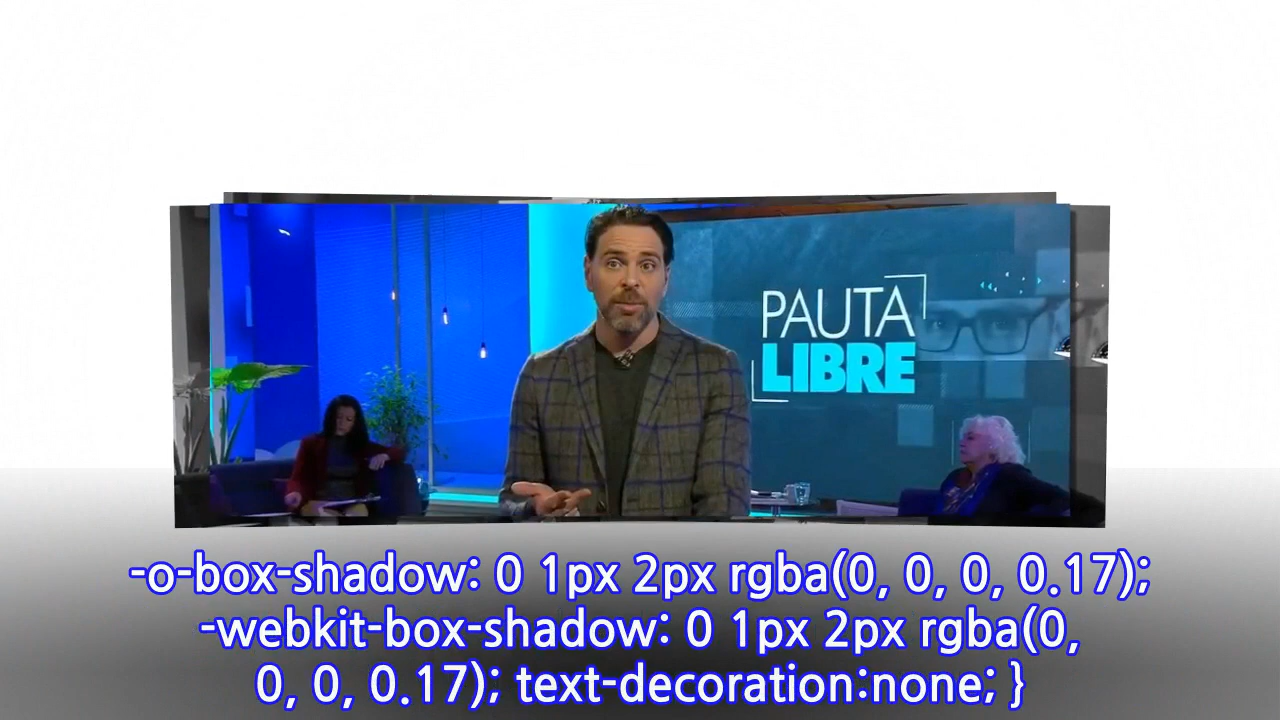 PAUTA
LIBRE
-o-box-shadow: 0 1px 2px rgba(0, 0, 0, 0.17);
-webkit-box-shadow: 0 1px 2px rgba(0,
0, 0, 0.17); text-decoration:none; }